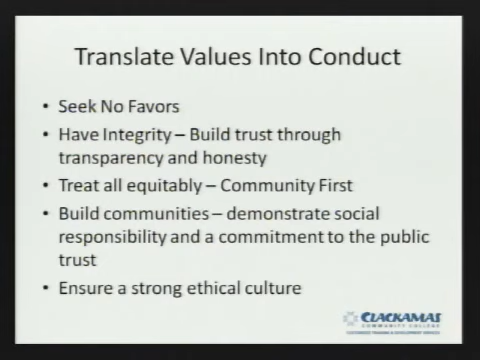 Translate Values Into Conduct
• Seek No Favors
• Have Integrity – Build trust through
transparency and honesty
• Treat all equitably – Community First
• Build communities – demonstrate social
responsibility and a commitment to the public
trust
• Ensure a strong ethical culture
CLACKAMAS
COMMUNITY COLLEGE
CUSTOMIZED TRAINING & DEVELOPMENT SERVICES